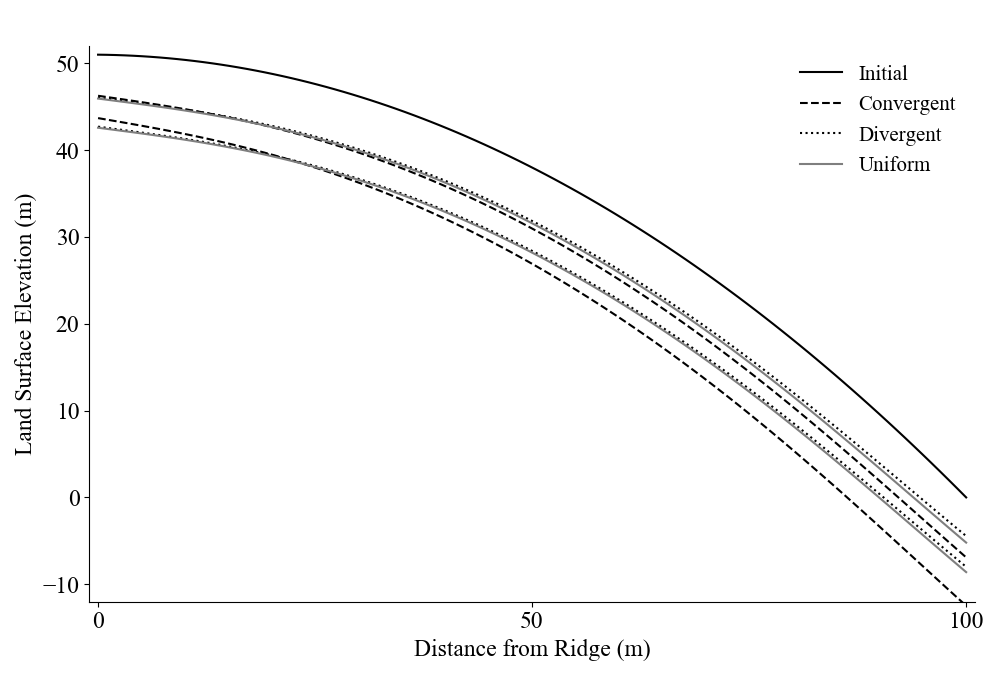 50
40
30
20
10
0
−10
0
50
100
Land Surface Elevation (m)
Distance from Ridge (m)
Initial
Convergent
Divergent
Uniform